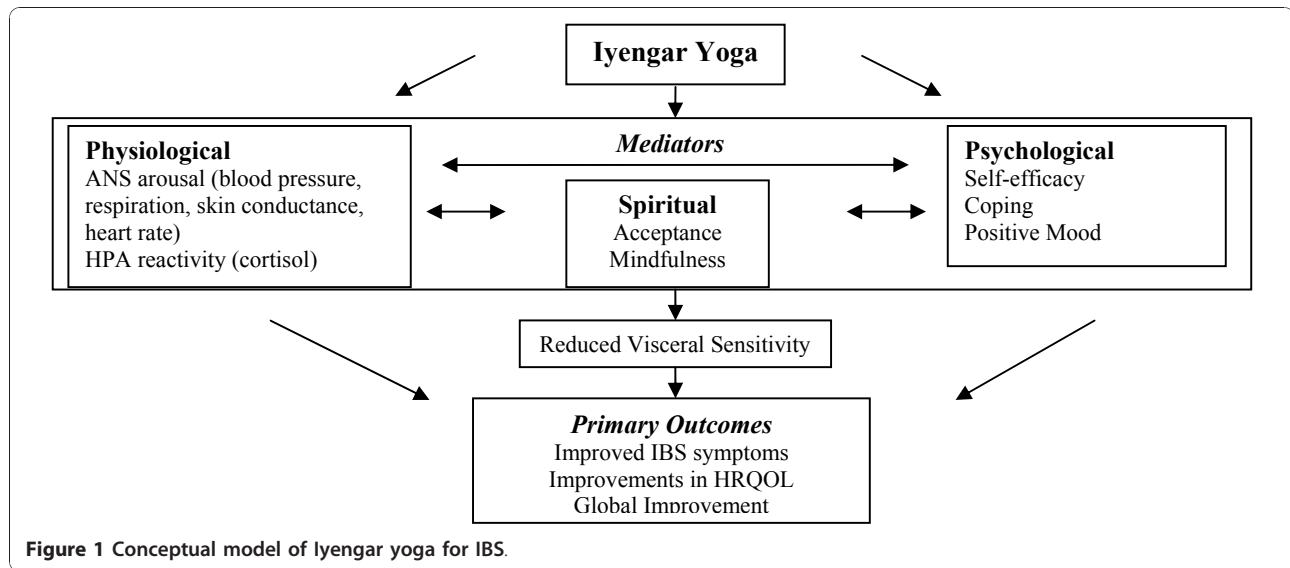 Iyengar Yoga
Mediators
Physiological
ANS arousal (blood pressure,
respiration, skin conductance,
heart rate)
HPA reactivity (cortisol)
Spiritual
Acceptance
Mindfulness
Psychological
Self-efficacy
Coping
Positive Mood
Reduced Visceral Sensitivity
Primary Outcomes
Improved IBS symptoms
Improvements in HRQOL
Global Improvement
Figure 1 Conceptual model of Iyengar yoga for IBS.